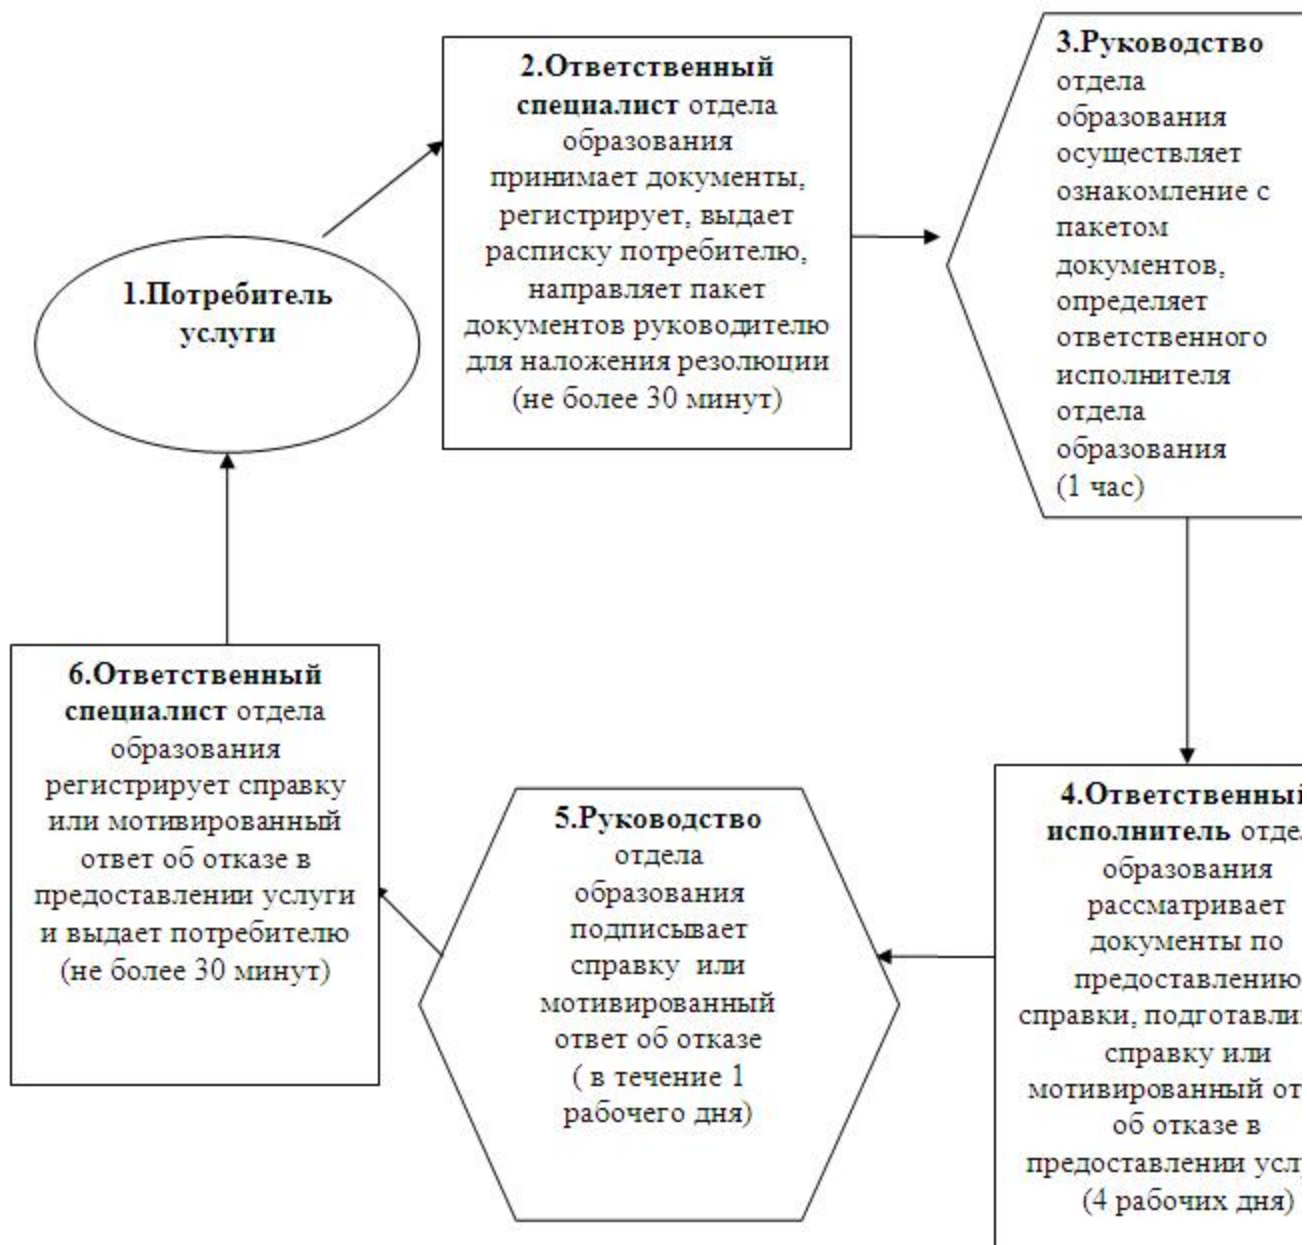 1.Потребитель
услуги
2.Ответственный
специалист отдела
образования
принимает документы,
регистрирует, выдает
расписку потребителю,
направляет пакет
документов руководителю
для наложения резолюции
(не более 30 минут)
3.Руководство
отдела
образования
осуществляет
ознакомление с
пакетом
документов,
определяет
ответственного
исполнителя
отдела
образования
(1 час)
4.Ответственный
исполнитель
образования
рассматривает
документы по
предоставлению
справки,
справку или
мотивированный
об отказе в
предоставлении
(4 рабочих дня)
5.Руководство
отдела
образования
подписывает
справку или
мотивированный
ответ об отказе
( в течение 1
рабочего дня)
6.Ответственный
специалист отдела
образования
регистрирует справку
или мотивированный
ответ об отказе в
предоставлении услуги
и выдает потребителю
(не более 30 минут)